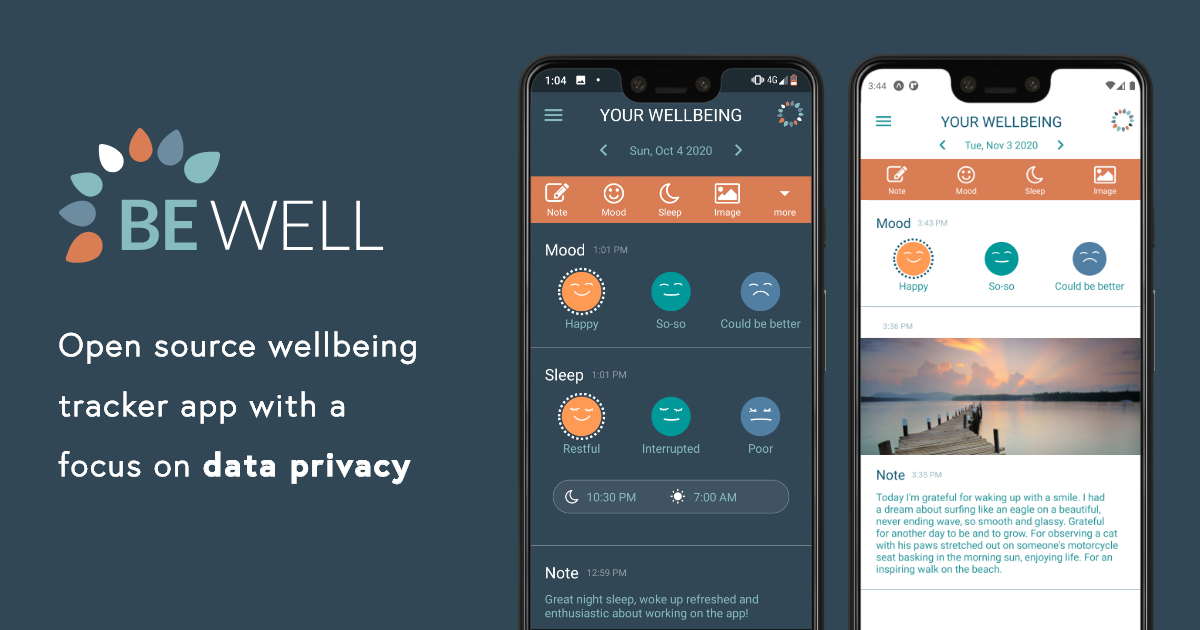 BE WELL
Open source wellbeing
tracker app with a
focus on data privacy
1:04
4G
YOUR WELLBEING
Sun, Oct 4 2020
Note Mood Sleep Image more
Mood 1:01 PM
Happy So-so Could be better
Sleep 1:01 PM
Restful Interrupted Poor
10:30 PM 7:00 AM
Note 12:59 PM
Great night sleep, woke up refreshed and
enthusiastic about working on the app!
3:44
YOUR WELLBEING
Tue, Nov 3 2020
Note Mood Sleep Image
Mood 3:43 PM
Happy So-so Could be better
3:36 PM
Note 3:35 PM
Today I'm grateful for waking up with a smile. I had
a dream about surfing like an eagle on a beautiful,
never ending wave, so smooth and glassy. Grateful
for another day to be and to grow. For observing a cat
with his paws stretched out on someone's motorcycle
seat basking in the morning sun, enjoying life. For an
inspiring walk on the beach.